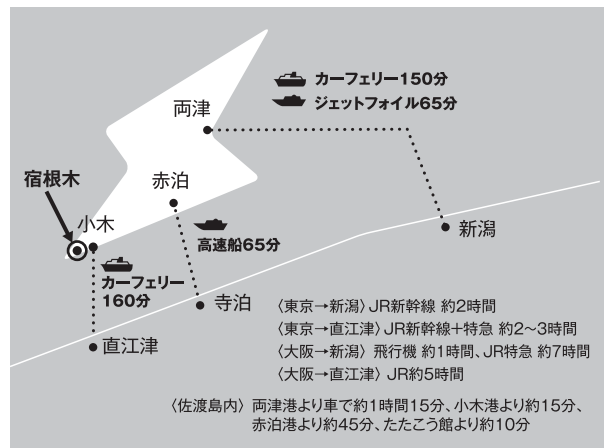 カーフェリー150分
ジェットフォイル65分
両津
宿根木
赤泊
小木
新潟
高速船65分
カーフェリー
160分
寺泊
直江津
〈東京→新潟〉JR新幹線 約2時間
〈東京→直江津〉JR新幹線+特急 約2〜3時間
〈大阪→新潟〉飛行機 約1時間、JR特急 約7時間
〈大阪→直江津〉JR約5時間
〈佐渡島内〉両津港より車で約1時間15分、小木港より約15分、
赤泊港より約45分、たたこう館より約10分